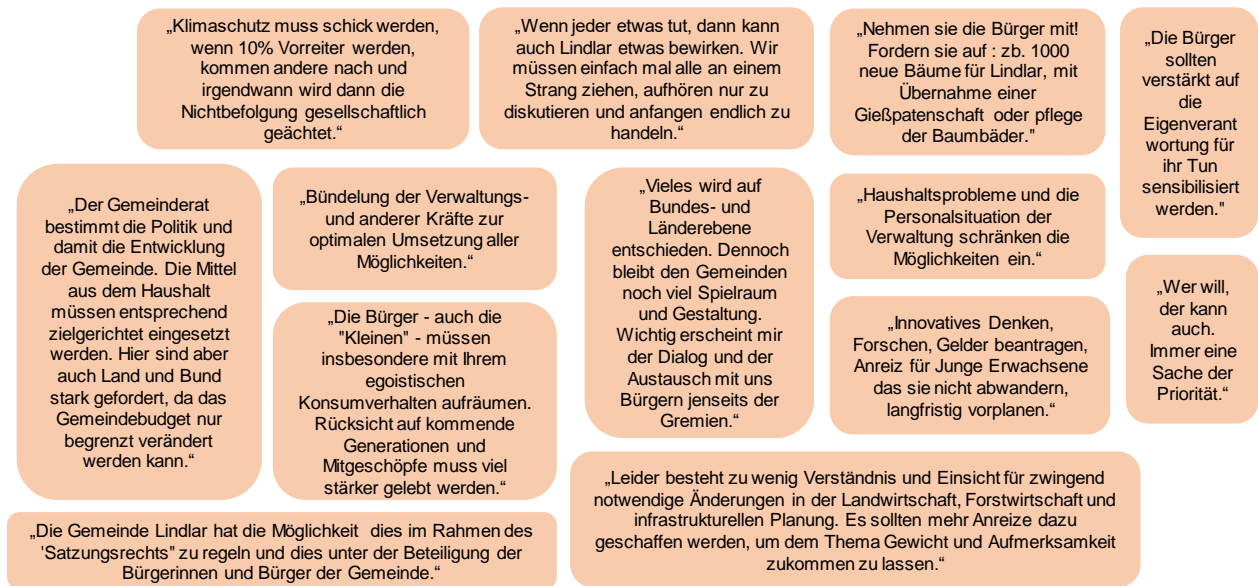 „Klimaschutz muss schick werden,
wenn 10% Vorreiter werden,
kommen andere nach und
irgendwann wird dann die
Nichtbefolgung gesellschaftlich
geächtet.“
„Wenn jeder etwas tut, dann kann
auch Lindlar etwas bewirken. Wir
müssen einfach mal alle an einem
Strang ziehen, aufhören nur zu
diskutieren und anfangen endlich zu
handeln.“
„Nehmen sie die Bürger mit!
Fordern sie auf : zb. 1000
neue Bäume für Lindlar, mit
Übernahme einer
Gießpatenschaft oder pflege
der Baumbäder."
„Die Bürger
sollten
verstärkt auf
die
Eigenverant
wortung für
ihr Tun
sensibilisiert
werden."
„Der Gemeinderat
bestimmt die Politik und
damit die Entwicklung
der Gemeinde. Die Mittel
aus dem Haushalt
müssen entsprechend
zielgerichtet eingesetzt
werden. Hier sind aber
auch Land und Bund
stark gefordert, da das
Gemeindebudget nur
begrenzt verändert
werden kann.“
„Bündelung der Verwaltungs-
und anderer Kräfte zur
optimalen Umsetzung aller
Möglichkeiten.“
„Vieles wird auf
Bundes- und
Länderebene
entschieden. Dennoch
bleibt den Gemeinden
noch viel Spielraum
und Gestaltung.
Wichtig erscheint mir
der Dialog und der
Austausch mit uns
Bürgern jenseits der
Gremien.“
„Haushaltsprobleme und die
Personalsituation der
Verwaltung schränken die
Möglichkeiten ein.“
„Wer will,
der kann
auch.
Immer eine
Sache der
Priorität.“
„Die Bürger - auch die
"Kleinen" - müssen
insbesondere mit Ihrem
egoistischen
Konsumverhalten aufräumen.
Rücksicht auf kommende
Generationen und
Mitgeschöpfe muss viel
stärker gelebt werden.“
„Innovatives Denken,
Forschen, Gelder beantragen,
Anreiz für Junge Erwachsene
das sie nicht abwandern,
langfristig vorplanen.“
„Leider besteht zu wenig Verständnis und Einsicht für zwingend
notwendige Änderungen in der Landwirtschaft, Forstwirtschaft und
infrastrukturellen Planung. Es sollten mehr Anreize dazu
geschaffen werden, um dem Thema Gewicht und Aufmerksamkeit
zukommen zu lassen.“
„Die Gemeinde Lindlar hat die Möglichkeit dies im Rahmen des
'Satzungsrechts" zu regeln und dies unter der Beteiligung der
Bürgerinnen und Bürger der Gemeinde.“